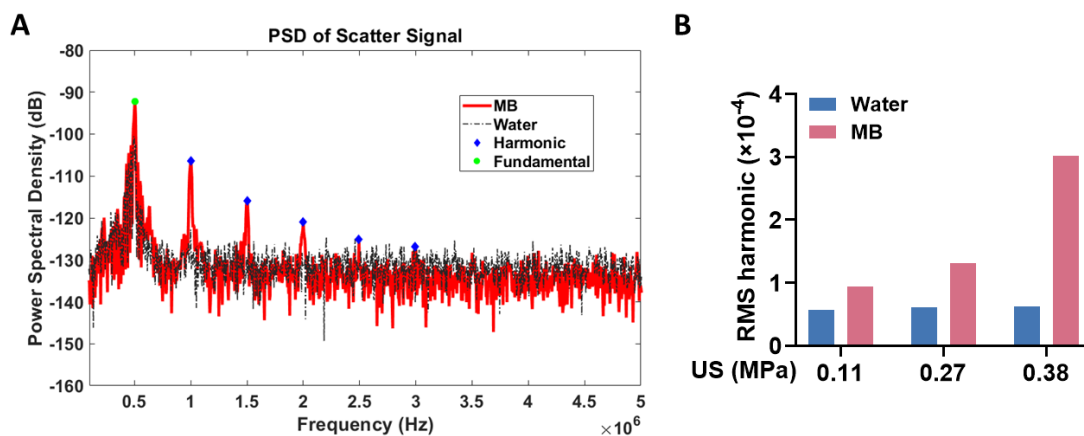 A
PSD of Scatter Signal
-80
-90
-100
-110
-120
-130
-140
-150
-160
Power Spectral Density (dB)
MB
Water
Harmonic
Fundamental
0.5 1 1.5 2 2.5 3 3.5 4 4.5 5
Frequency (Hz)
×10⁶
B
4
3
2
1
0
RMS harmonic (×10⁻⁴)
Water
MB
US (MPa) 0.11 0.27 0.38